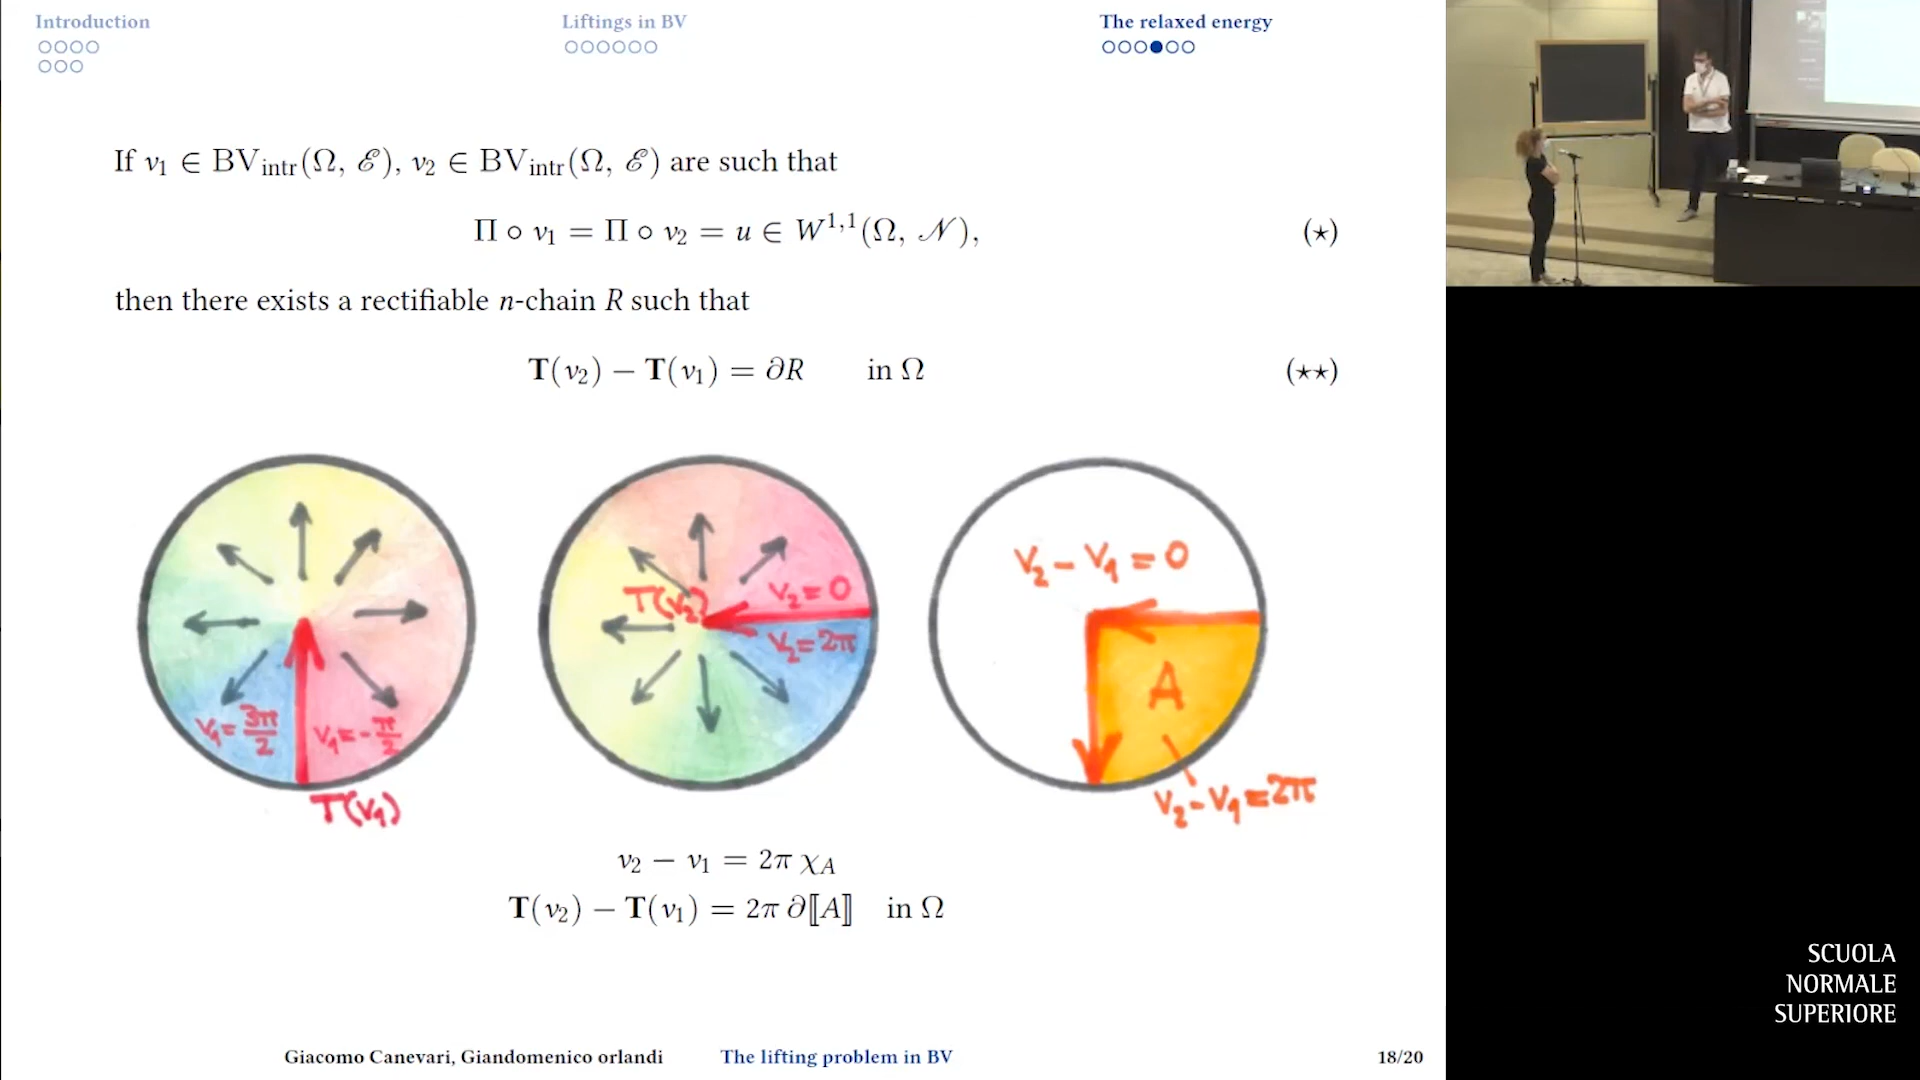 Introduction
Liftings in BV
The relaxed energy
If v₁ ∈ BV_intr(Ω, ℰ), v₂ ∈ BV_intr(Ω, ℰ) are such that
Π ∘ v₁ = Π ∘ v₂ = u ∈ W^{1,1}(Ω, 𝒩), (⋆)
then there exists a rectifiable n-chain R such that
T(v₂) − T(v₁) = ∂R in Ω (⋆⋆)
v₁ = 3π/2
v₁ = -π/2
T(v₁)
T(v₂)
v₂ = 0
v₂ = 2π
v₂ - v₁ = 0
A
v₂ - v₁ = 2π
v₂ − v₁ = 2π χ_A
T(v₂) − T(v₁) = 2π ∂⟦A⟧ in Ω
Giacomo Canevari, Giandomenico orlandi
The lifting problem in BV
18/20
SCUOLA
NORMALE
SUPERIORE